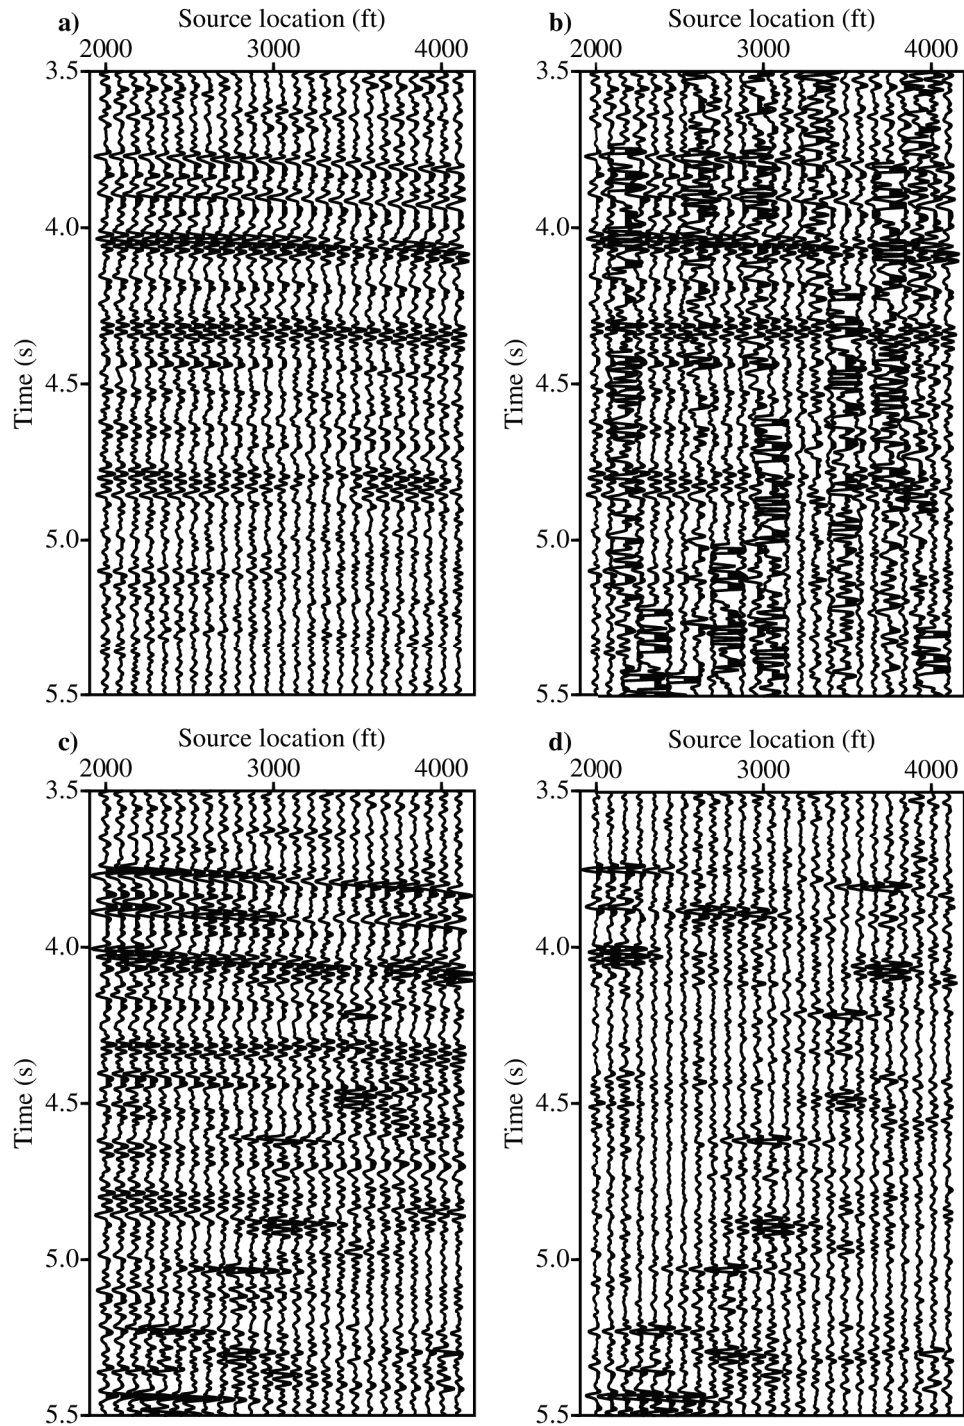 a) Source location (ft)
2000 3000 4000
3.5
4.0
4.5
5.0
5.5
Time (s)
b) Source location (ft)
2000 3000 4000
3.5
4.0
4.5
5.0
5.5
Time (s)
c) Source location (ft)
2000 3000 4000
3.5
4.0
4.5
5.0
5.5
Time (s)
d) Source location (ft)
2000 3000 4000
3.5
4.0
4.5
5.0
5.5
Time (s)